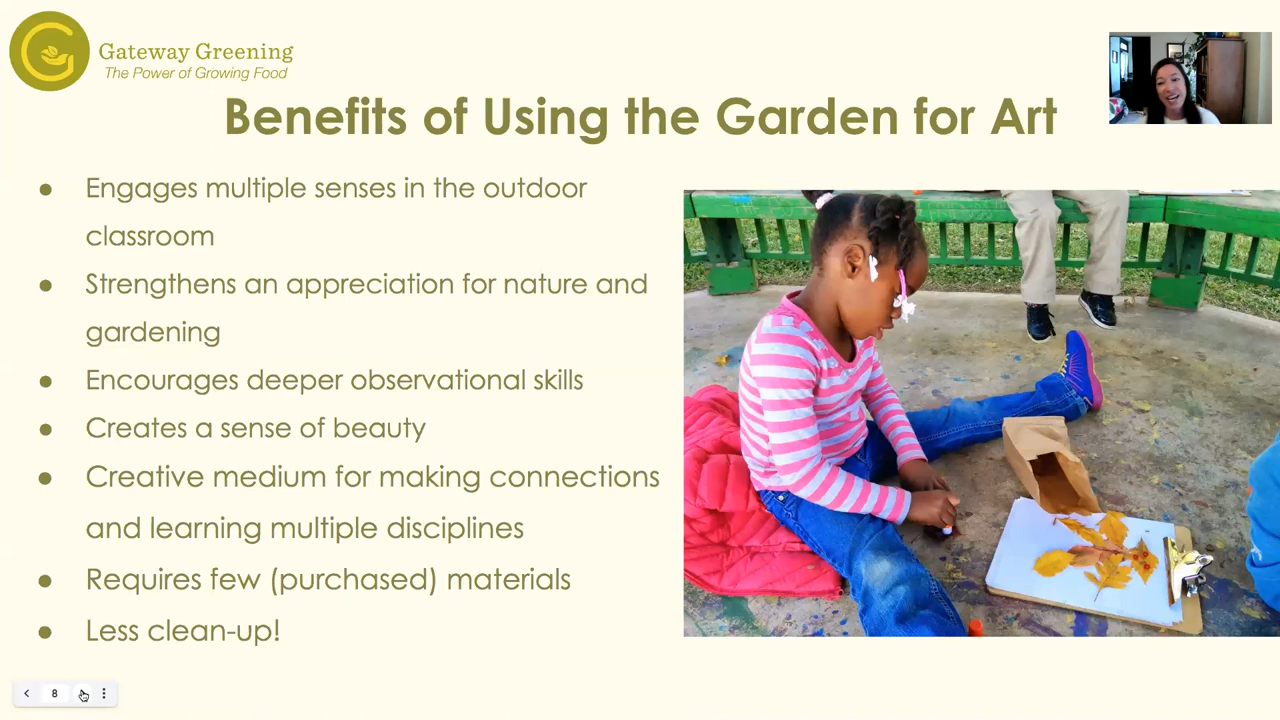 Gateway Greening
The Power of Growing Food
Benefits of Using the Garden for Art
● Engages multiple senses in the outdoor
classroom
● Strengthens an appreciation for nature and
gardening
● Encourages deeper observational skills
● Creates a sense of beauty
● Creative medium for making connections
and learning multiple disciplines
● Requires few (purchased) materials
● Less clean-up!
8